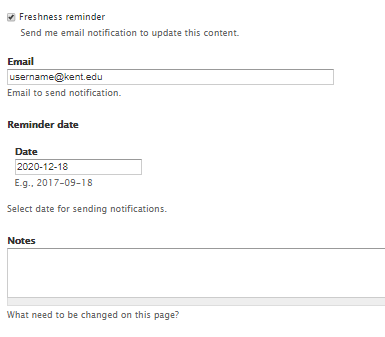 Freshness reminder
Send me email notification to update this content.
Email
username@kent.edu
Email to send notification.
Reminder date
Date
2020-12-18
E.g., 2017-09-18
Select date for sending notifications.
Notes
What need to be changed on this page?